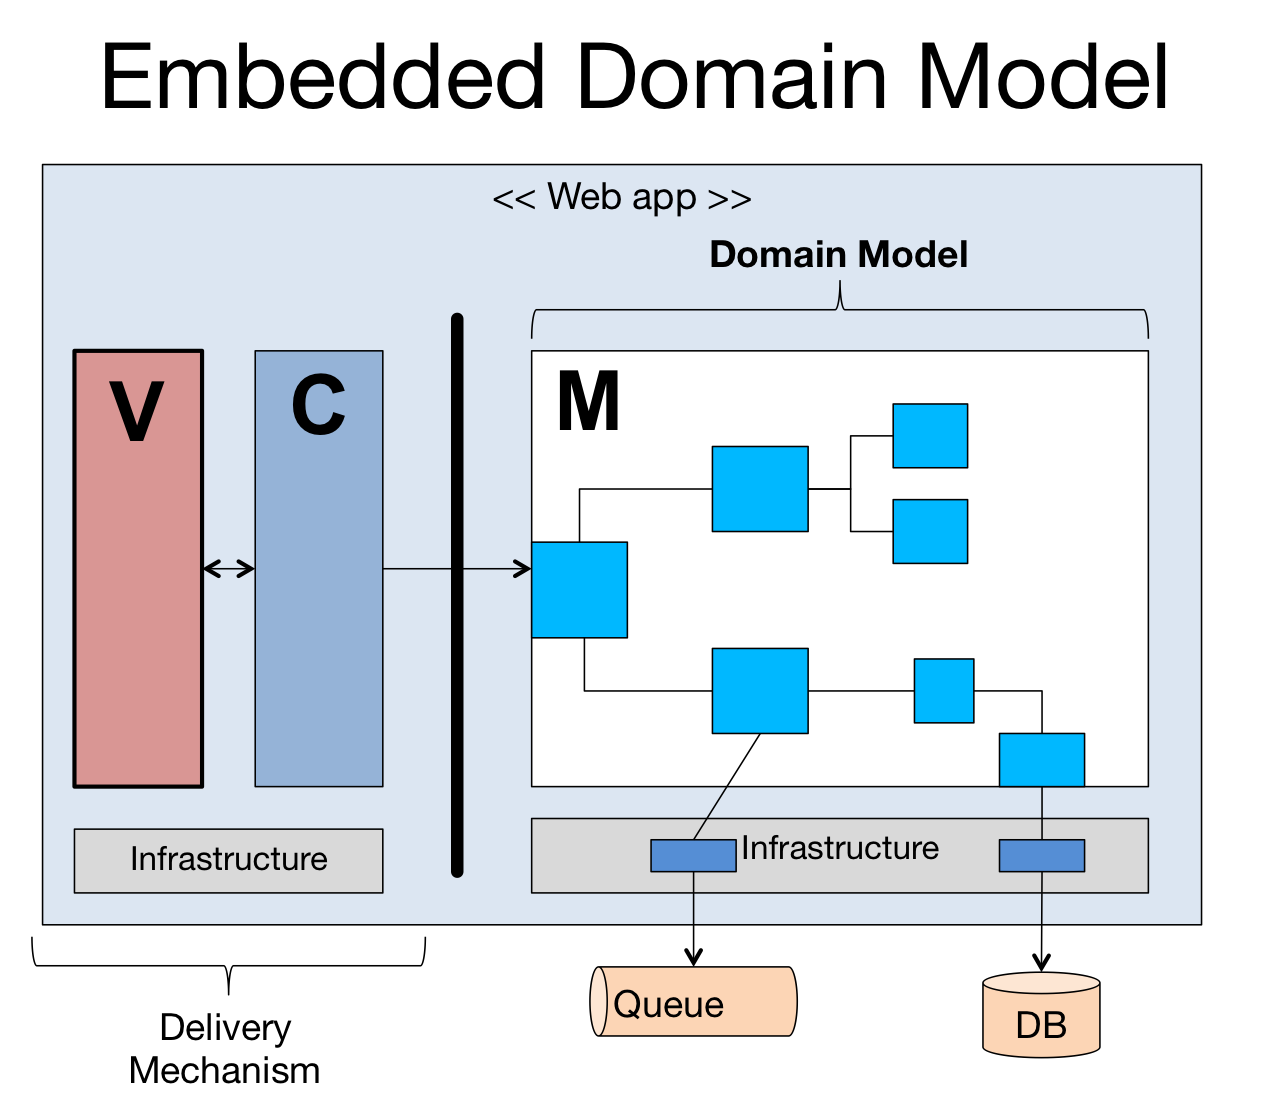 Embedded Domain Model
<< Web app >>
Domain Model
V
C
M
Infrastructure
Infrastructure
Delivery
Mechanism
Queue
DB